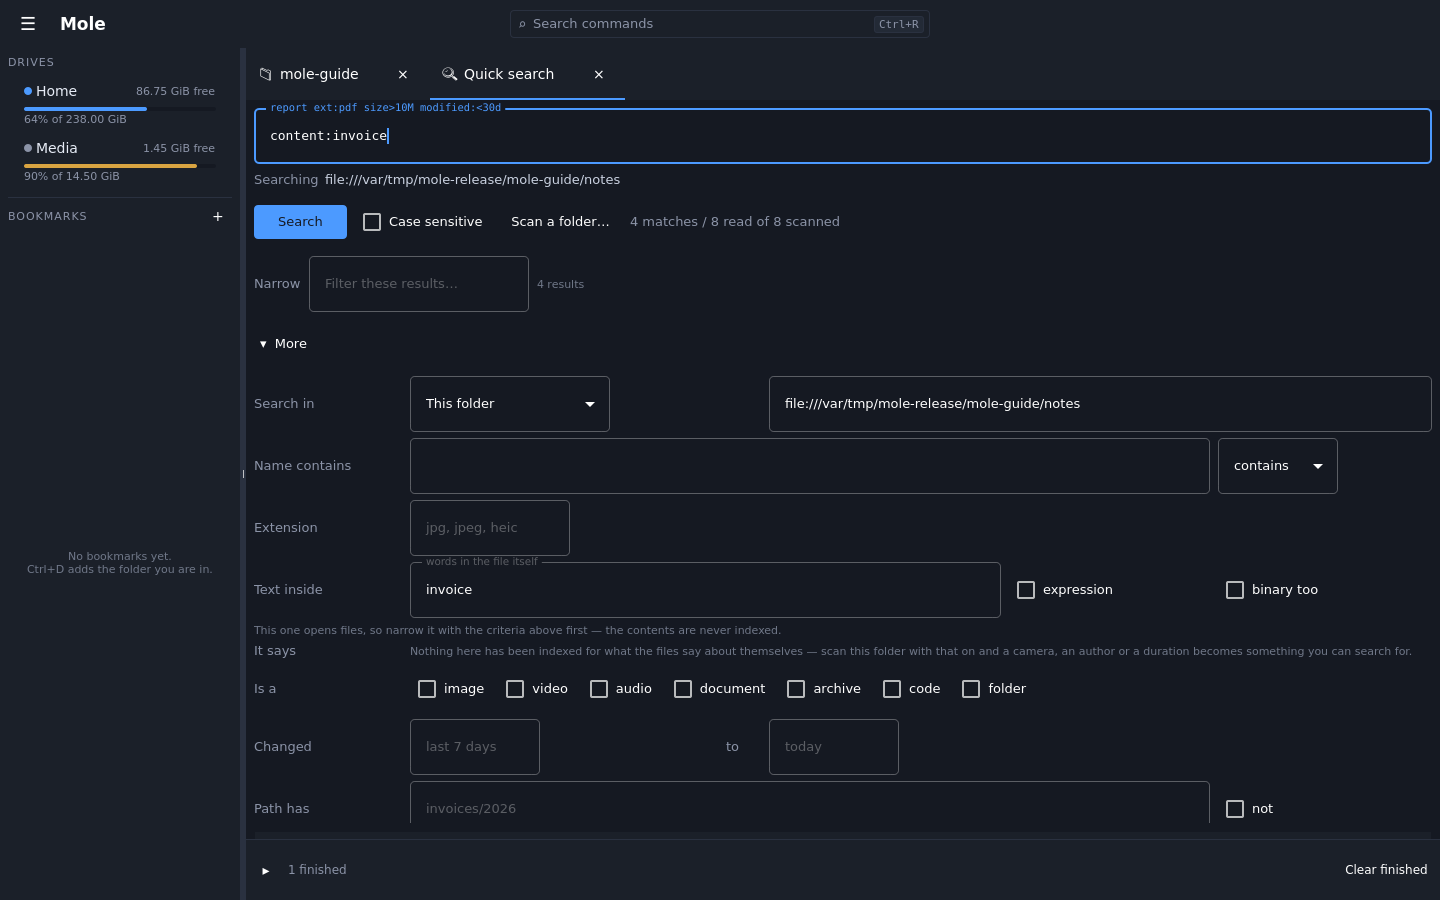 ☰ Mole
Search commands Ctrl+R
DRIVES
Home 86.75 GiB free
64% of 238.00 GiB
Media 1.45 GiB free
90% of 14.50 GiB
BOOKMARKS +
No bookmarks yet.
Ctrl+D adds the folder you are in.
mole-guide ✕ Quick search ✕
report ext:pdf size>10M modified:<30d
content:invoice
Searching file:///var/tmp/mole-release/mole-guide/notes
Search Case sensitive Scan a folder… 4 matches / 8 read of 8 scanned
Narrow Filter these results… 4 results
▾ More
Search in This folder file:///var/tmp/mole-release/mole-guide/notes
Name contains contains
Extension jpg, jpeg, heic
words in the file itself
Text inside invoice expression binary too
This one opens files, so narrow it with the criteria above first — the contents are never indexed.
It says Nothing here has been indexed for what the files say about themselves — scan this folder with that on and a camera, an author or a duration becomes something you can search for.
Is a image video audio document archive code folder
Changed last 7 days to today
Path has invoices/2026 not
▸ 1 finished Clear finished